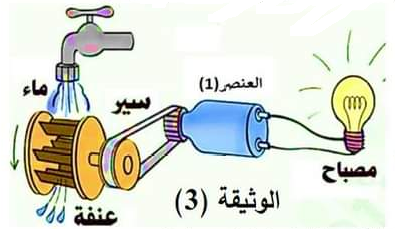 العنصر(1)
ماء
سير
مصباح
الوثيقة (3)
عنفة